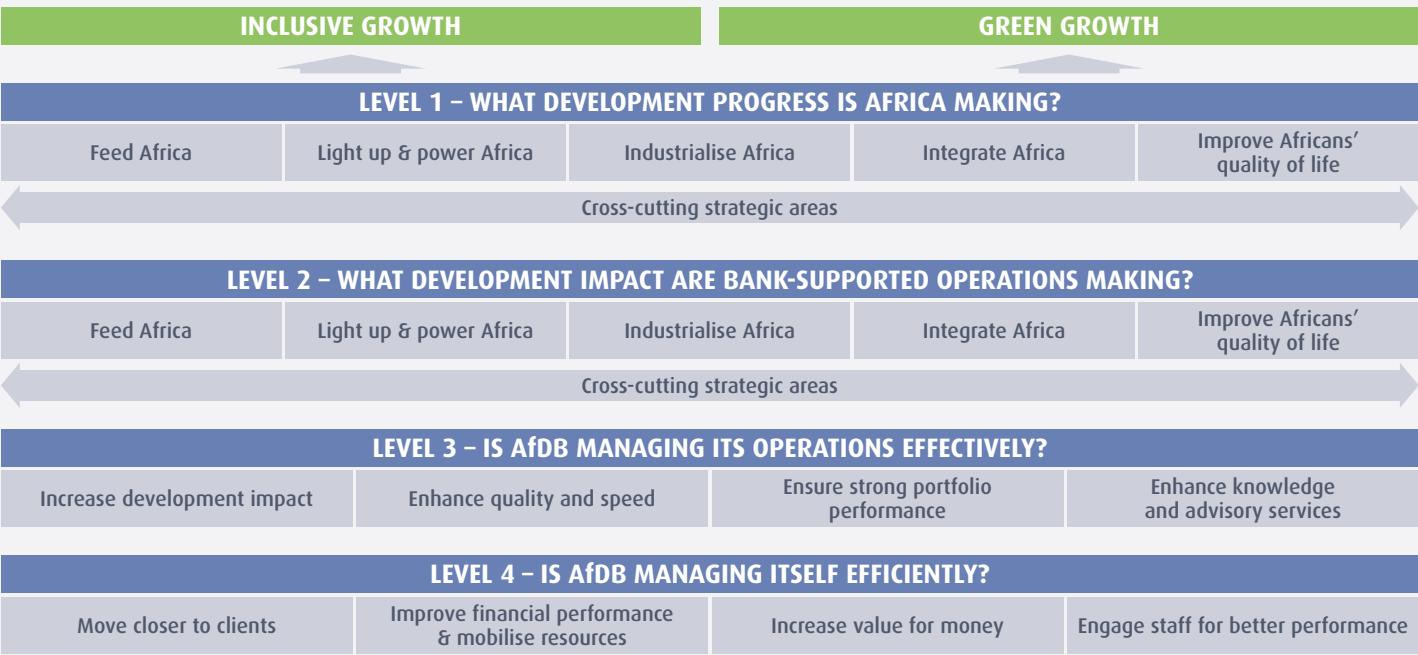 INCLUSIVE GROWTH
GREEN GROWTH
LEVEL 1 – WHAT DEVELOPMENT PROGRESS IS AFRICA MAKING?
Feed Africa
Light up & power Africa
Industrialise Africa
Integrate Africa
Improve Africans’
quality of life
Cross-cutting strategic areas
LEVEL 2 – WHAT DEVELOPMENT IMPACT ARE BANK-SUPPORTED OPERATIONS MAKING?
Feed Africa
Light up & power Africa
Industrialise Africa
Integrate Africa
Improve Africans’
quality of life
Cross-cutting strategic areas
LEVEL 3 – IS AfDB MANAGING ITS OPERATIONS EFFECTIVELY?
Increase development impact
Enhance quality and speed
Ensure strong portfolio
performance
Enhance knowledge
and advisory services
LEVEL 4 – IS AfDB MANAGING ITSELF EFFICIENTLY?
Move closer to clients
Improve financial performance
& mobilise resources
Increase value for money
Engage staff for better performance